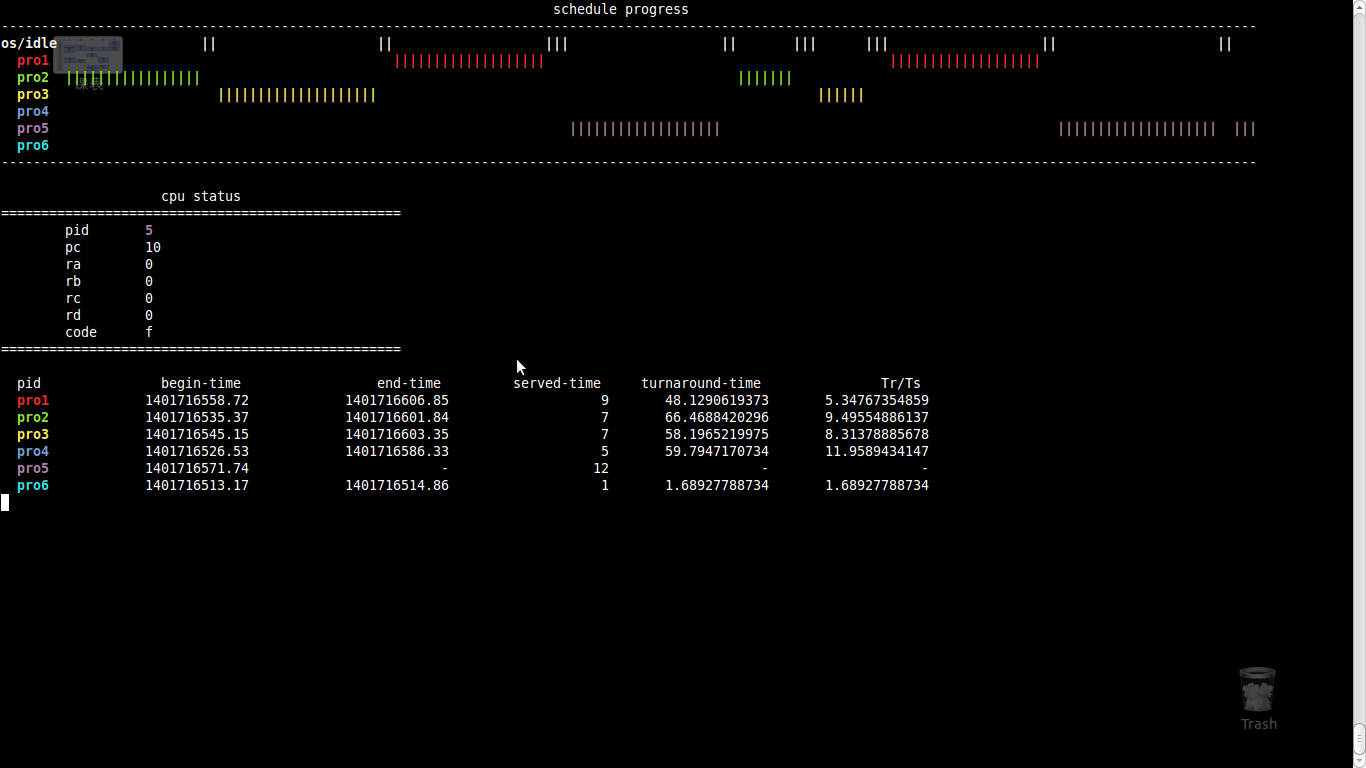 schedule progress
os/idle
pro1
pro2
课表
pro3
pro4
pro5
pro6
cpu status
pid 5
pc 10
ra 0
rb 0
rc 0
rd 0
code f
pid begin-time end-time served-time turnaround-time Tr/Ts
pro1 1401716558.72 1401716606.85 9 48.1290619373 5.34767354859
pro2 1401716535.37 1401716601.84 7 66.4688420296 9.49554886137
pro3 1401716545.15 1401716603.35 7 58.1965219975 8.31378885678
pro4 1401716526.53 1401716586.33 5 59.7947170734 11.9589434147
pro5 1401716571.74 - 12 - -
pro6 1401716513.17 1401716514.86 1 1.68927788734 1.68927788734
Trash